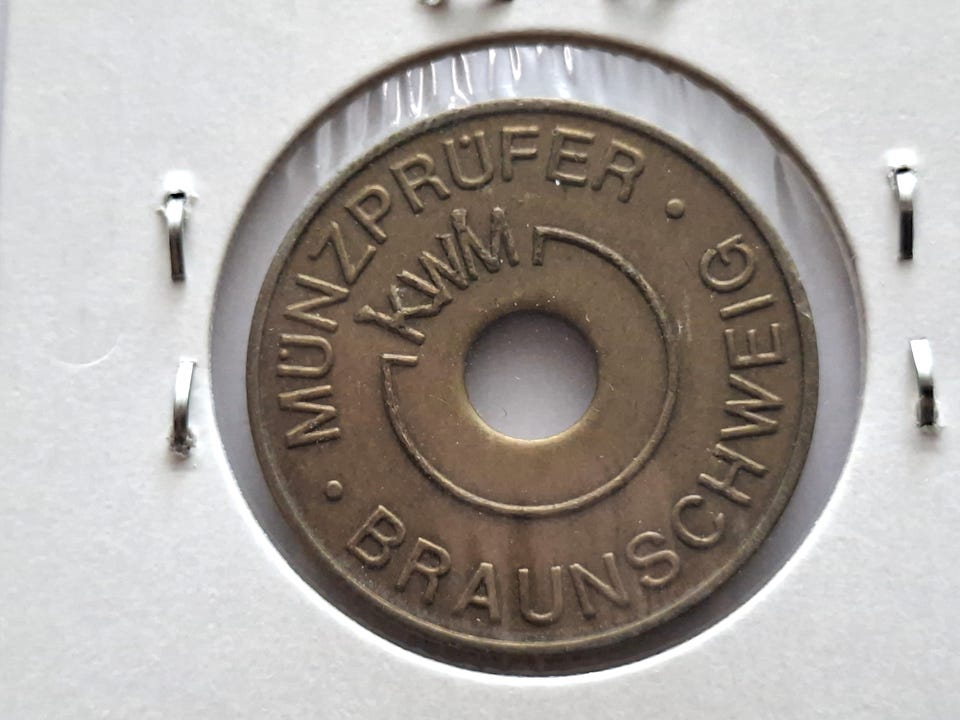 MÜNZPRÜFER ·
KWM
· BRAUNSCHWEIG